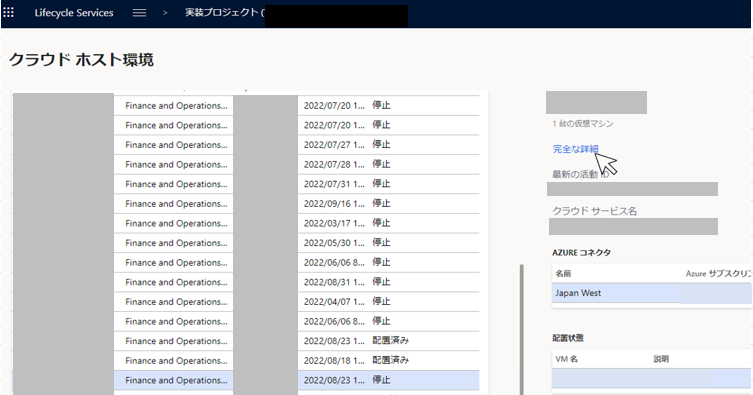 Lifecycle Services > 実装プロジェクト (
クラウド ホスト環境
Finance and Operations... 2022/07/20 1... 停止
Finance and Operations... 2022/07/20 1... 停止
Finance and Operations... 2022/07/27 1... 停止
Finance and Operations... 2022/07/28 1... 停止
Finance and Operations... 2022/07/31 1... 停止
Finance and Operations... 2022/09/16 1... 停止
Finance and Operations... 2022/03/17 1... 停止
Finance and Operations... 2022/05/30 1... 停止
Finance and Operations... 2022/06/06 8... 停止
Finance and Operations... 2022/08/31 1... 停止
Finance and Operations... 2022/04/07 1... 停止
Finance and Operations... 2022/06/06 8... 停止
Finance and Operations... 2022/08/23 1... 配置済み
Finance and Operations... 2022/08/18 1... 配置済み
Finance and Operations... 2022/08/23 1... 停止
1 台の仮想マシン
完全な詳細
最新の活動 ID
クラウド サービス名
AZURE コネクタ
名前 Azure サブスクリプ
Japan West
配置状態
VM 名 説明